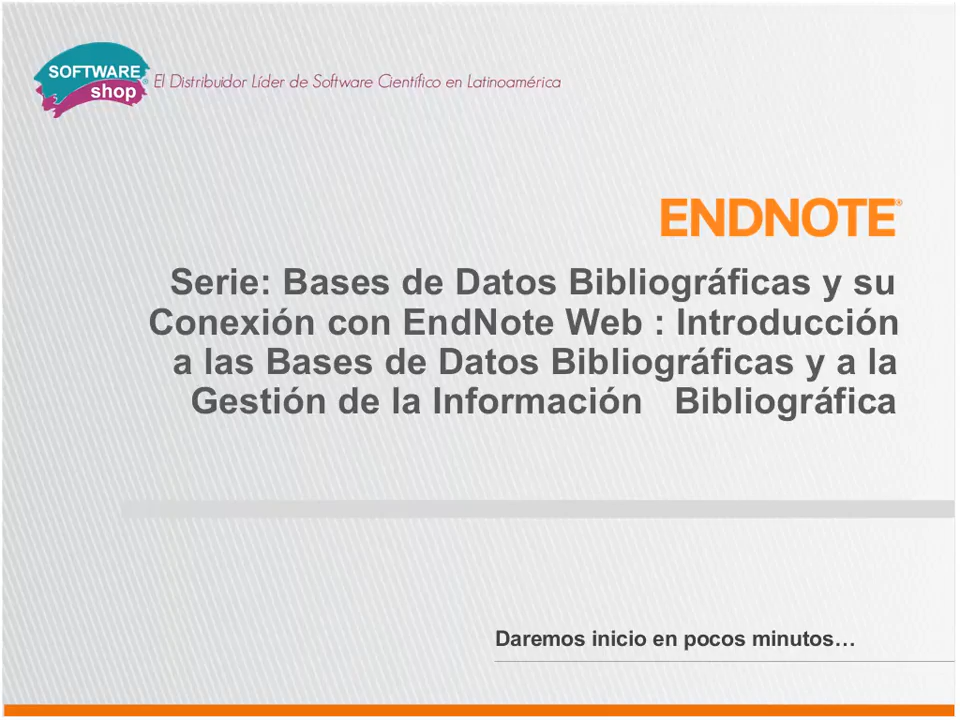 SOFTWARE
shop®
El Distribuidor Líder de Software Científico en Latinoamérica
ENDNOTE®
Serie: Bases de Datos Bibliográficas y su
Conexión con EndNote Web : Introducción
a las Bases de Datos Bibliográficas y a la
Gestión de la Información   Bibliográfica
Daremos inicio en pocos minutos…